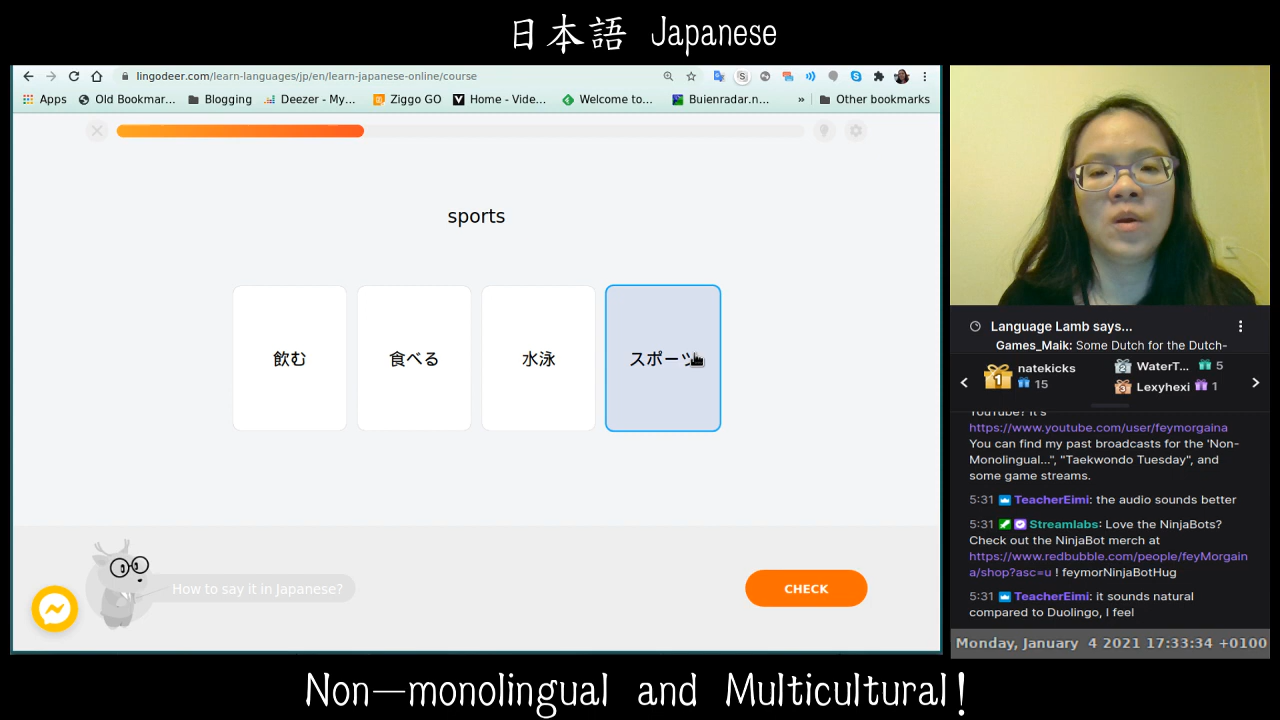 日本語 Japanese
lingodeer.com/learn-languages/jp/en/learn-japanese-online/course
Apps
Old Bookmar...
Blogging
Deezer - My...
Ziggo GO
Home - Vide...
Welcome to...
Buienradar.n...
»
Other bookmarks
sports
飲む
食べる
水泳
スポーツ
How to say it in Japanese?
CHECK
Language Lamb says...
Games_Maik: Some Dutch for the Dutch-
natekicks
15
WaterT... 5
Lexyhexi 1
YouTube? It's
https://www.youtube.com/user/feymorgaina
You can find my past broadcasts for the 'Non-
Monolingual...", "Taekwondo Tuesday", and
some game streams.
5:31 TeacherEimi: the audio sounds better
5:31 Streamlabs: Love the NinjaBots?
Check out the NinjaBot merch at
https://www.redbubble.com/people/feyMorgain
a/shop?asc=u ! feymorNinjaBotHug
5:31 TeacherEimi: it sounds natural
compared to Duolingo, I feel
Monday, January 4 2021 17:33:34 +0100
Non-monolingual and Multicultural!